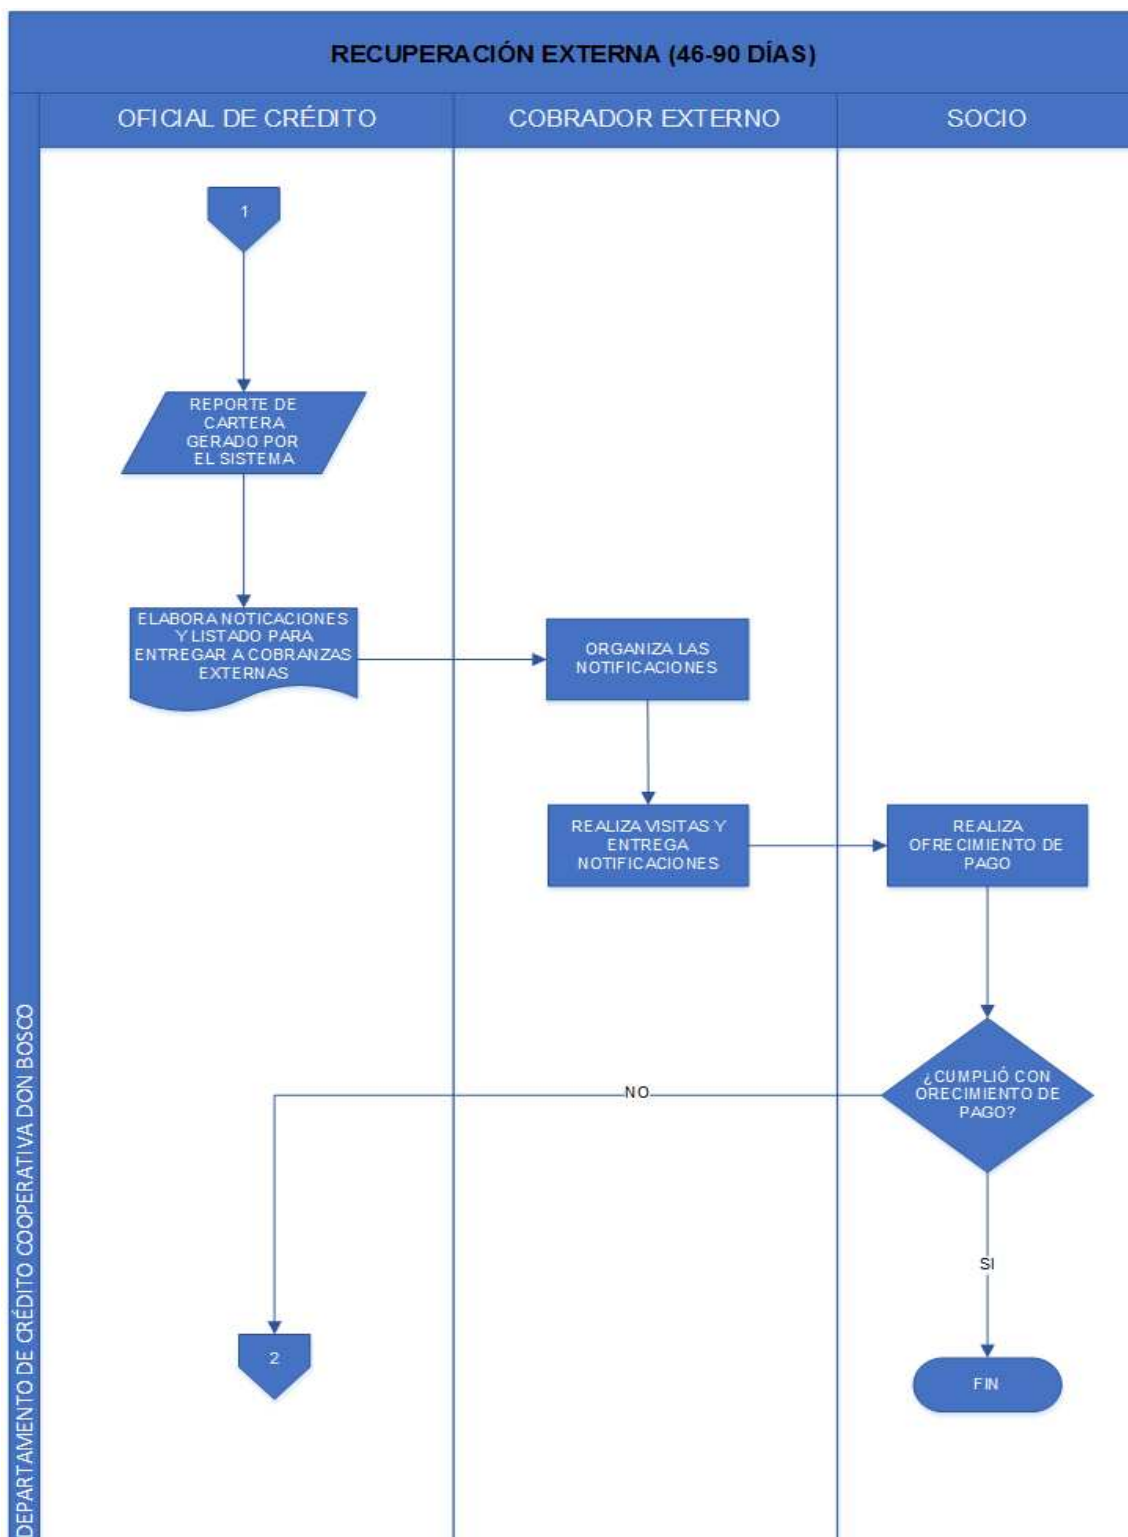 RECUPERACIÓN EXTERNA (46-90 DÍAS)
OFICIAL DE CRÉDITO
COBRADOR EXTERNO
SOCIO
1
REPORTE DE
CARTERA
GERADO POR
EL SISTEMA
ELABORA NOTICACIONES
Y LISTADO PARA
ENTREGAR A COBRANZAS
EXTERNAS
ORGANIZA LAS
NOTIFICACIONES
REALIZA VISITAS Y
ENTREGA
NOTIFICACIONES
REALIZA
OFRECIMIENTO DE
PAGO
¿CUMPLIÓ CON
ORECIMIENTO DE
PAGO?
NO
SI
2
FIN
DEPARTAMENTO DE CRÉDITO COOPERATIVA DON BOSCO